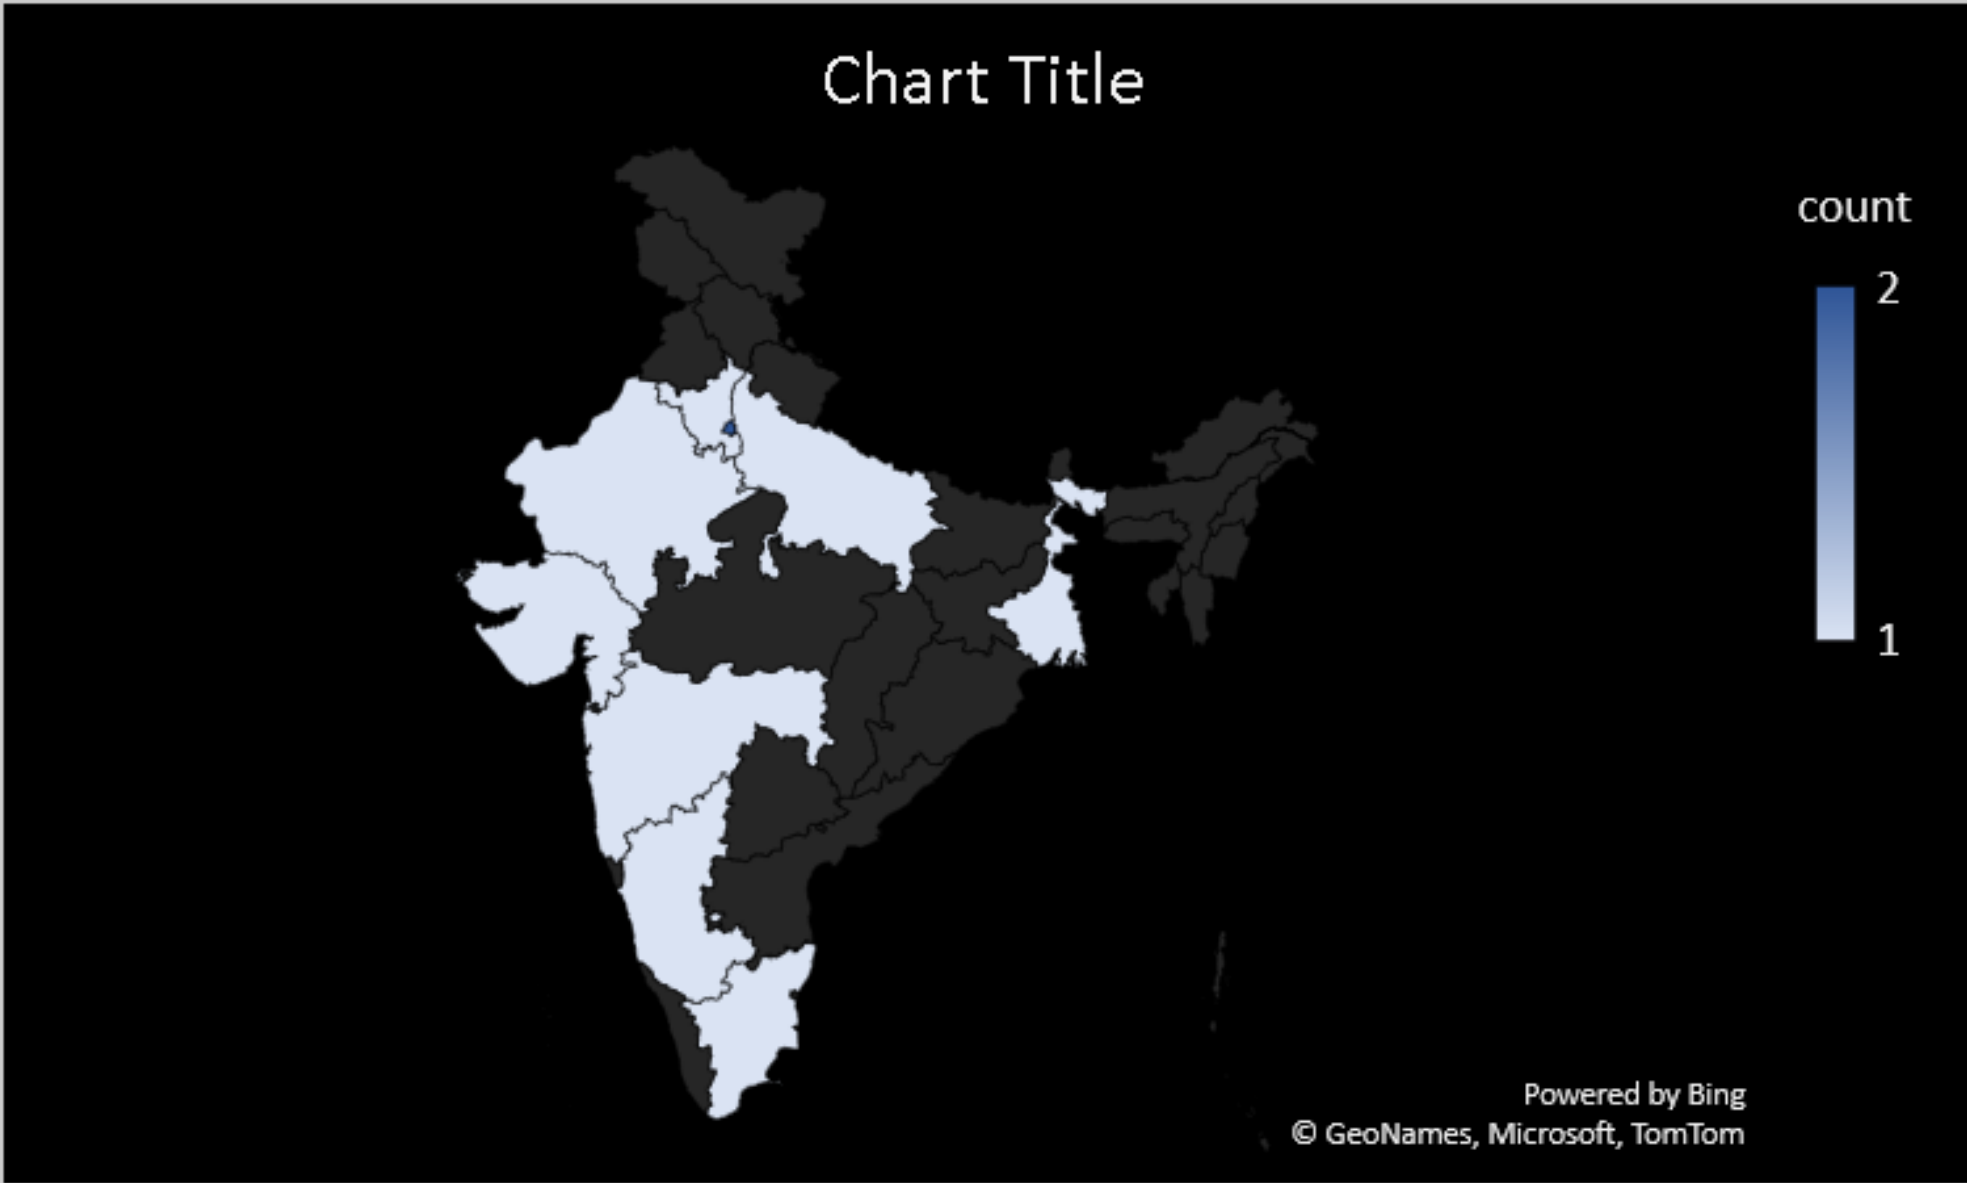 Chart Title
count
2
1
Powered by Bing
© GeoNames, Microsoft, TomTom